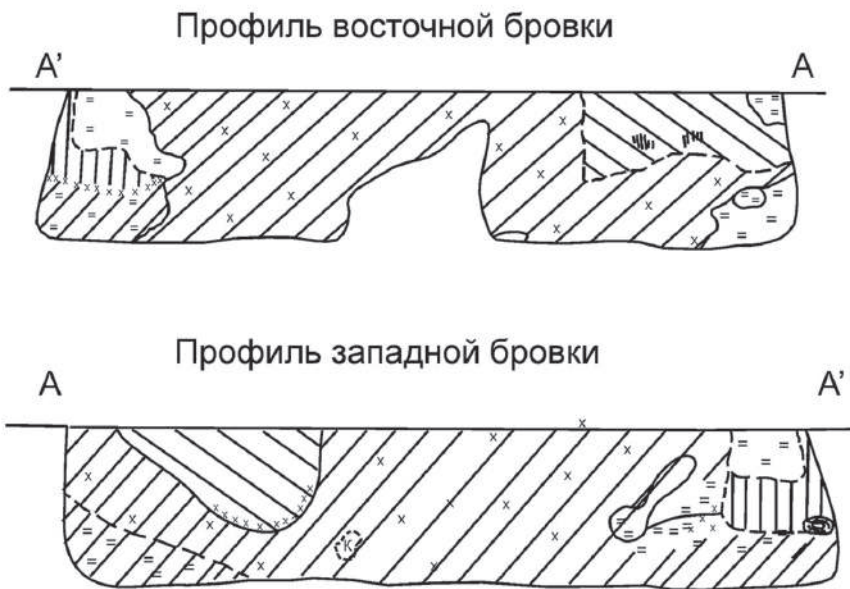 Профиль восточной бровки
А' А
Профиль западной бровки
А А'
К